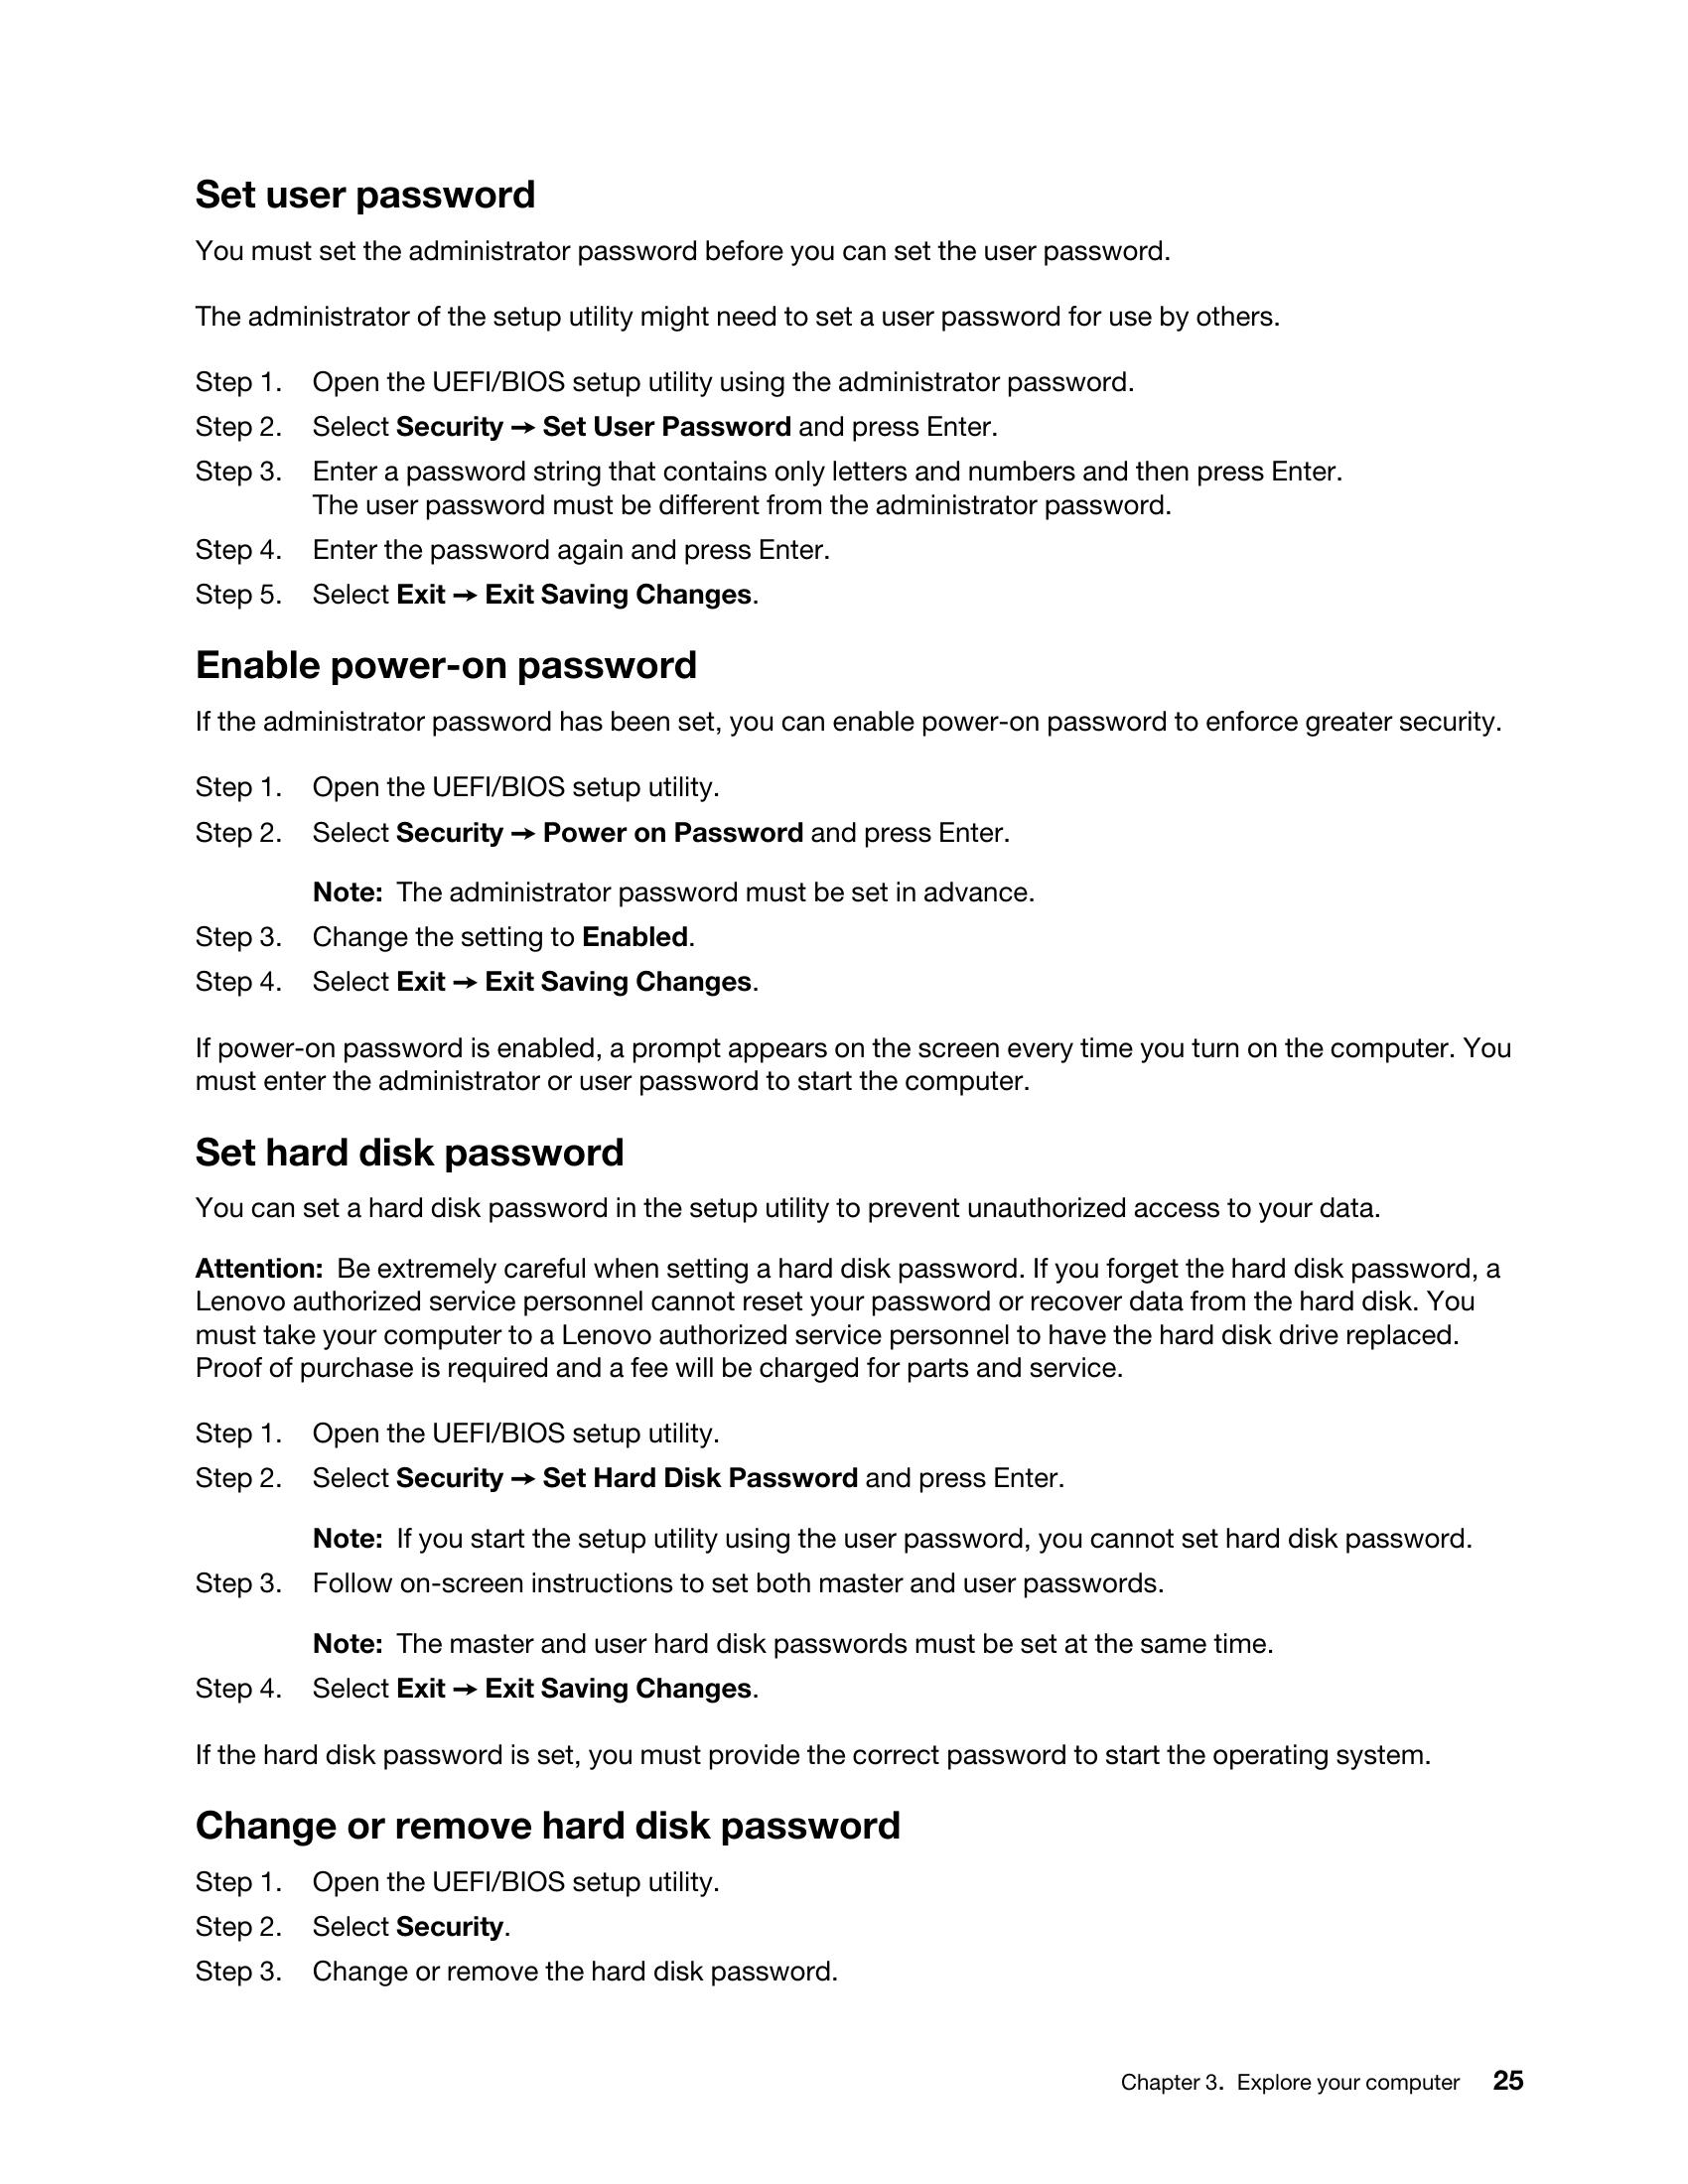 Set user password
You must set the administrator password before you can set the user password.
The administrator of the setup utility might need to set a user password for use by others.
Step 1. Open the UEFI/BIOS setup utility using the administrator password.
Step 2. Select Security → Set User Password and press Enter.
Step 3. Enter a password string that contains only letters and numbers and then press Enter.
The user password must be different from the administrator password.
Step 4. Enter the password again and press Enter.
Step 5. Select Exit → Exit Saving Changes.
Enable power-on password
If the administrator password has been set, you can enable power-on password to enforce greater security.
Step 1. Open the UEFI/BIOS setup utility.
Step 2. Select Security → Power on Password and press Enter.
Note: The administrator password must be set in advance.
Step 3. Change the setting to Enabled.
Step 4. Select Exit → Exit Saving Changes.
If power-on password is enabled, a prompt appears on the screen every time you turn on the computer. You
must enter the administrator or user password to start the computer.
Set hard disk password
You can set a hard disk password in the setup utility to prevent unauthorized access to your data.
Attention: Be extremely careful when setting a hard disk password. If you forget the hard disk password, a
Lenovo authorized service personnel cannot reset your password or recover data from the hard disk. You
must take your computer to a Lenovo authorized service personnel to have the hard disk drive replaced.
Proof of purchase is required and a fee will be charged for parts and service.
Step 1. Open the UEFI/BIOS setup utility.
Step 2. Select Security → Set Hard Disk Password and press Enter.
Note: If you start the setup utility using the user password, you cannot set hard disk password.
Step 3. Follow on-screen instructions to set both master and user passwords.
Note: The master and user hard disk passwords must be set at the same time.
Step 4. Select Exit → Exit Saving Changes.
If the hard disk password is set, you must provide the correct password to start the operating system.
Change or remove hard disk password
Step 1. Open the UEFI/BIOS setup utility.
Step 2. Select Security.
Step 3. Change or remove the hard disk password.
Chapter 3. Explore your computer 25